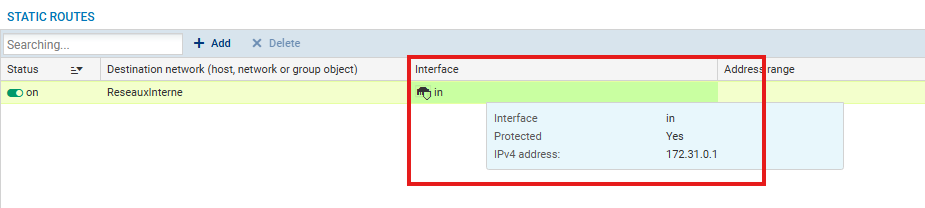 STATIC ROUTES
Searching... + Add × Delete
Status Destination network (host, network or group object) Interface Address range
on ReseauxInterne in
Interface in
Protected Yes
IPv4 address: 172.31.0.1